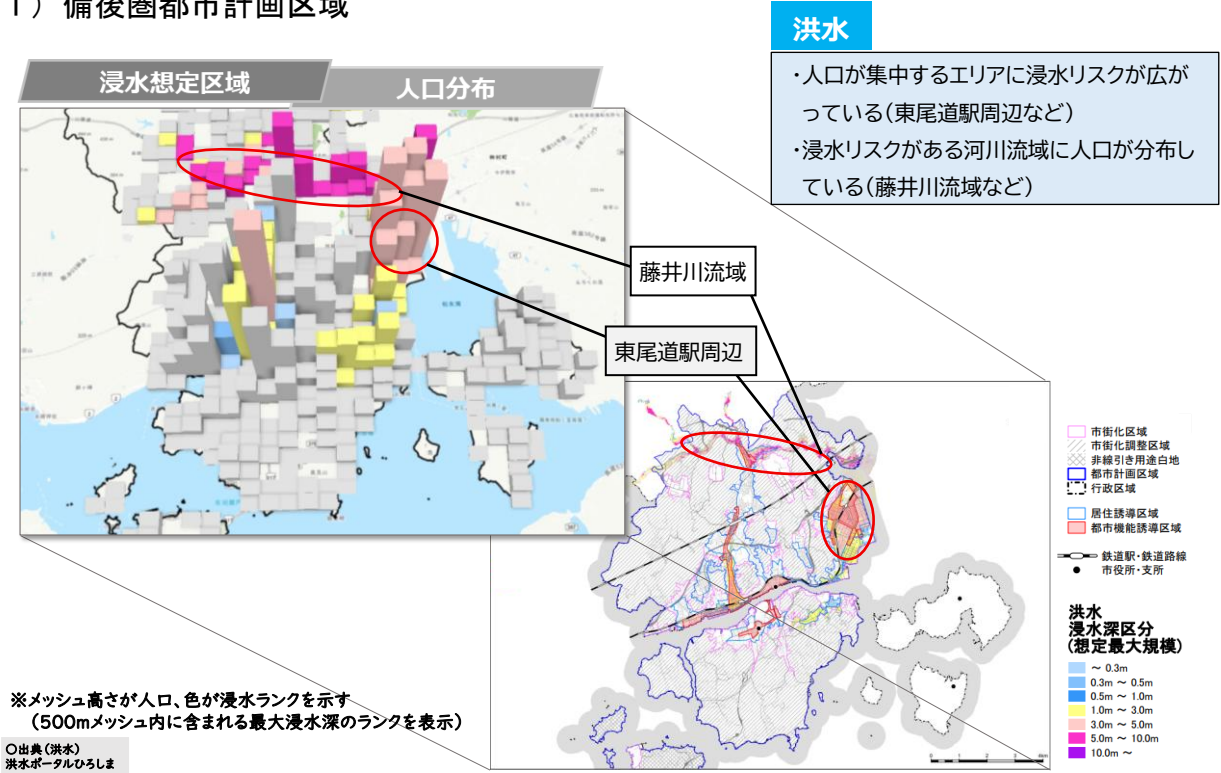 1）備後圏都市計画区域
洪水
・人口が集中するエリアに浸水リスクが広が
っている(東尾道駅周辺など)
・浸水リスクがある河川流域に人口が分布し
ている(藤井川流域など)
浸水想定区域
人口分布
藤井川流域
東尾道駅周辺
市街化区域
市街化調整区域
非線引き用途白地
都市計画区域
行政区域
居住誘導区域
都市機能誘導区域
鉄道駅・鉄道路線
市役所・支所
洪水
浸水深区分
(想定最大規模)
～ 0.3m
0.3m ～ 0.5m
0.5m ～ 1.0m
1.0m ～ 3.0m
3.0m ～ 5.0m
5.0m ～ 10.0m
10.0m ～
※メッシュ高さが人口、色が浸水ランクを示す
（500mメッシュ内に含まれる最大浸水深のランクを表示）
〇出典（洪水）
洪水ポータルひろしま